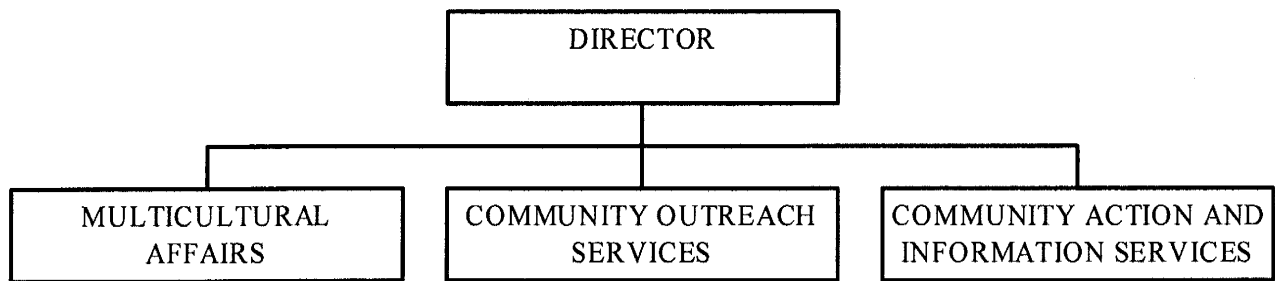 DIRECTOR
MULTICULTURAL
AFFAIRS
COMMUNITY OUTREACH
SERVICES
COMMUNITY ACTION AND
INFORMATION SERVICES